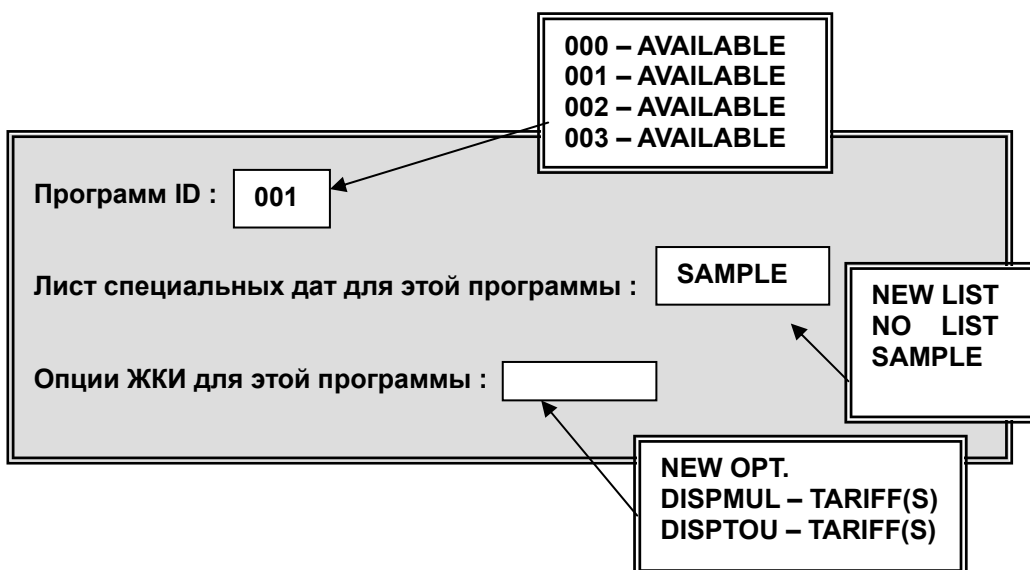 000 – AVAILABLE
001 – AVAILABLE
002 – AVAILABLE
003 – AVAILABLE
Программ ID : 001
Лист специальных дат для этой программы : SAMPLE
NEW LIST
NO LIST
SAMPLE
Опции ЖКИ для этой программы :
NEW OPT.
DISPMUL – TARIFF(S)
DISPTOU – TARIFF(S)